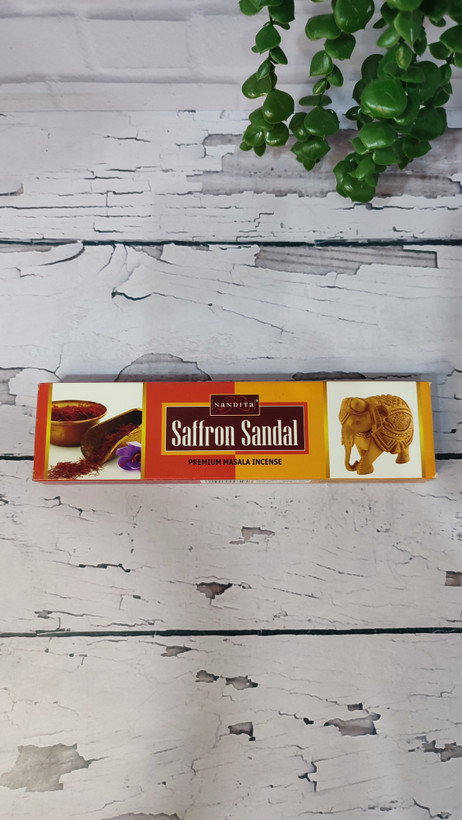 NANDITA
Saffron Sandal
PREMIUM MASALA INCENSE